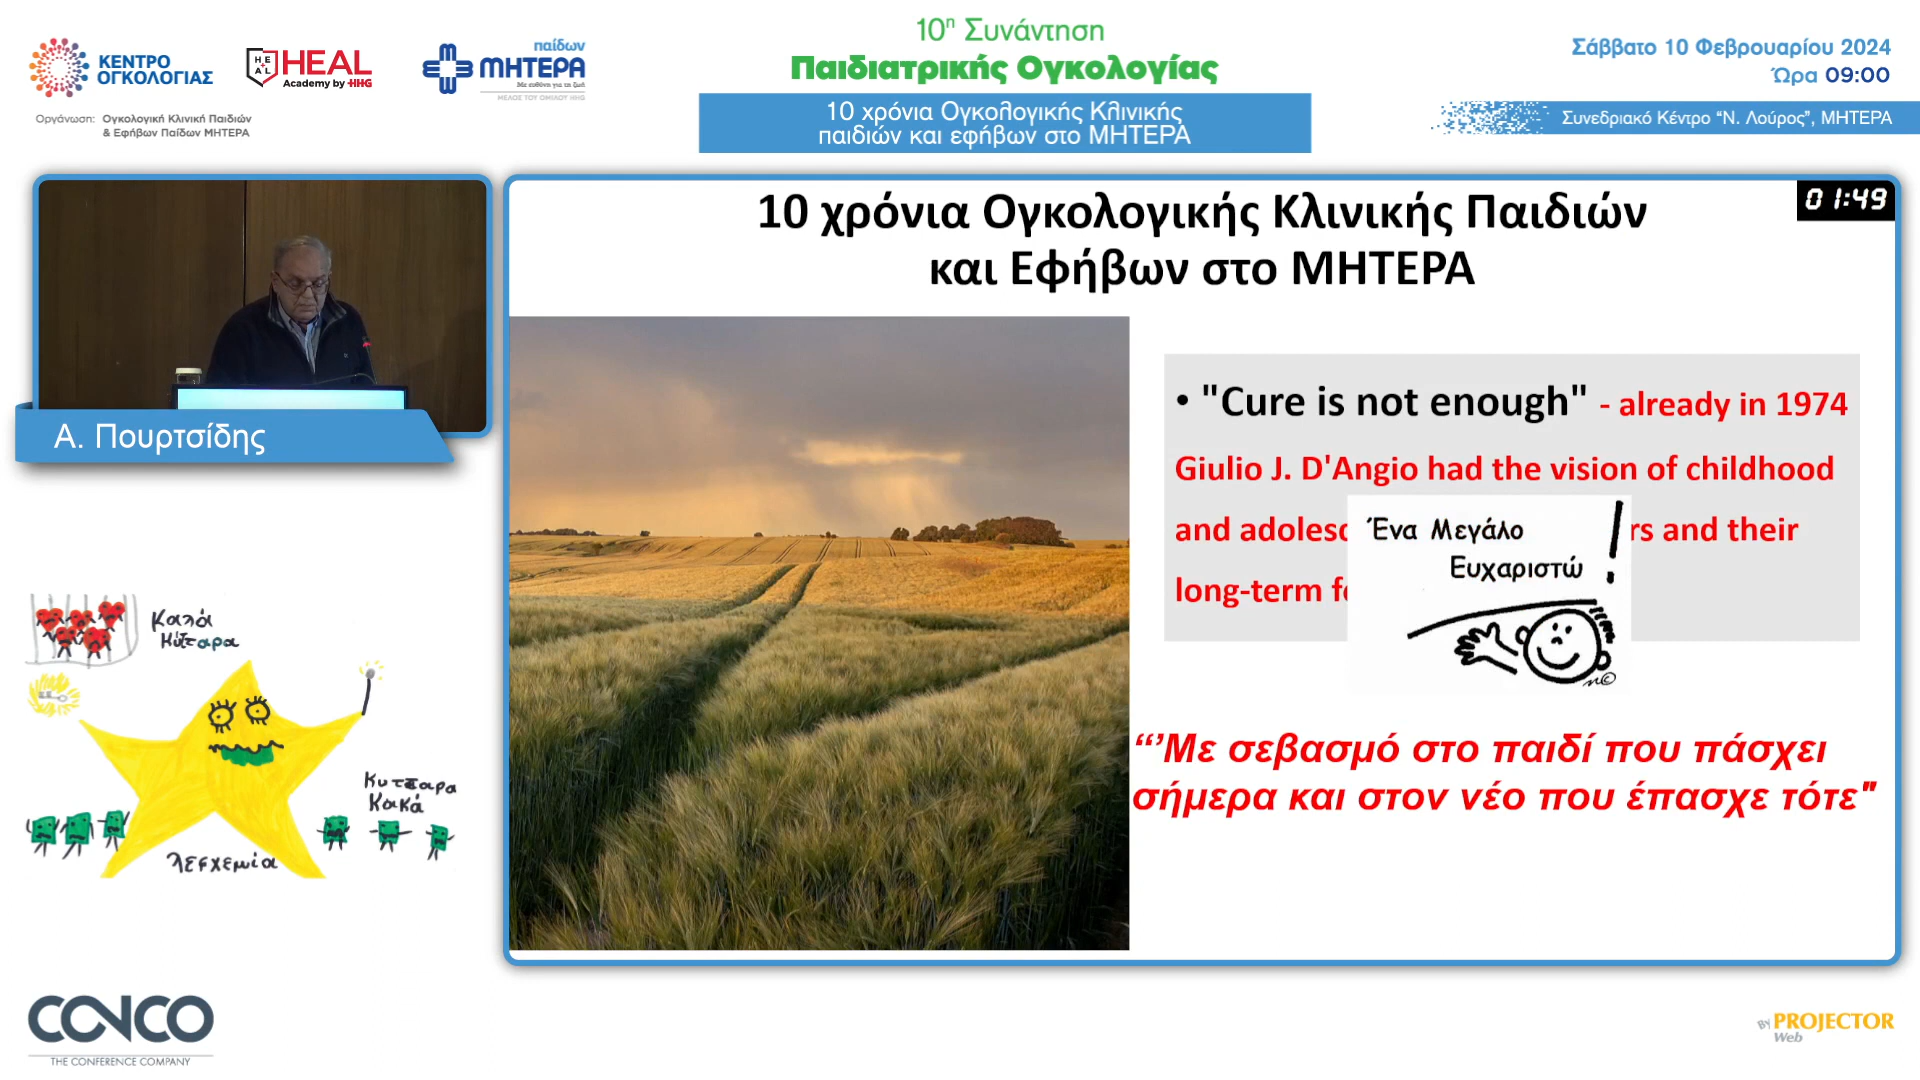 ΚΕΝΤΡΟ
ΟΓΚΟΛΟΓΙΑΣ
HEAL
HEAL
Academy by HHG
παίδων
ΜΗΤΕΡΑ
Με ευθύνη για τη ζωή
ΜΕΛΟΣ ΤΟΥ ΟΜΙΛΟΥ HHG
Οργάνωση: Ογκολογική Κλινική Παιδιών
& Εφήβων Παίδων ΜΗΤΕΡΑ
10η Συνάντηση
Παιδιατρικής Ογκολογίας
10 χρόνια Ογκολογικής Κλινικής
παιδιών και εφήβων στο ΜΗΤΕΡΑ
Σάββατο 10 Φεβρουαρίου 2024
Ώρα 09:00
Συνεδριακό Κέντρο “Ν. Λούρος”, ΜΗΤΕΡΑ
Α. Πουρτσίδης
01:49
10 χρόνια Ογκολογικής Κλινικής Παιδιών
και Εφήβων στο ΜΗΤΕΡΑ
• "Cure is not enough" - already in 1974
Giulio J. D'Angio had the vision of childhood
and adolesc rs and their
long-term f
Ένα Μεγάλο
Ευχαριστώ !
“’Με σεβασμό στο παιδί που πάσχει
σήμερα και στον νέο που έπασχε τότε"
Καλά
Κύτταρα
Κυτταρα
Κακά
λεγχεμία
CONCO
THE CONFERENCE COMPANY
BY PROJECTOR
Web